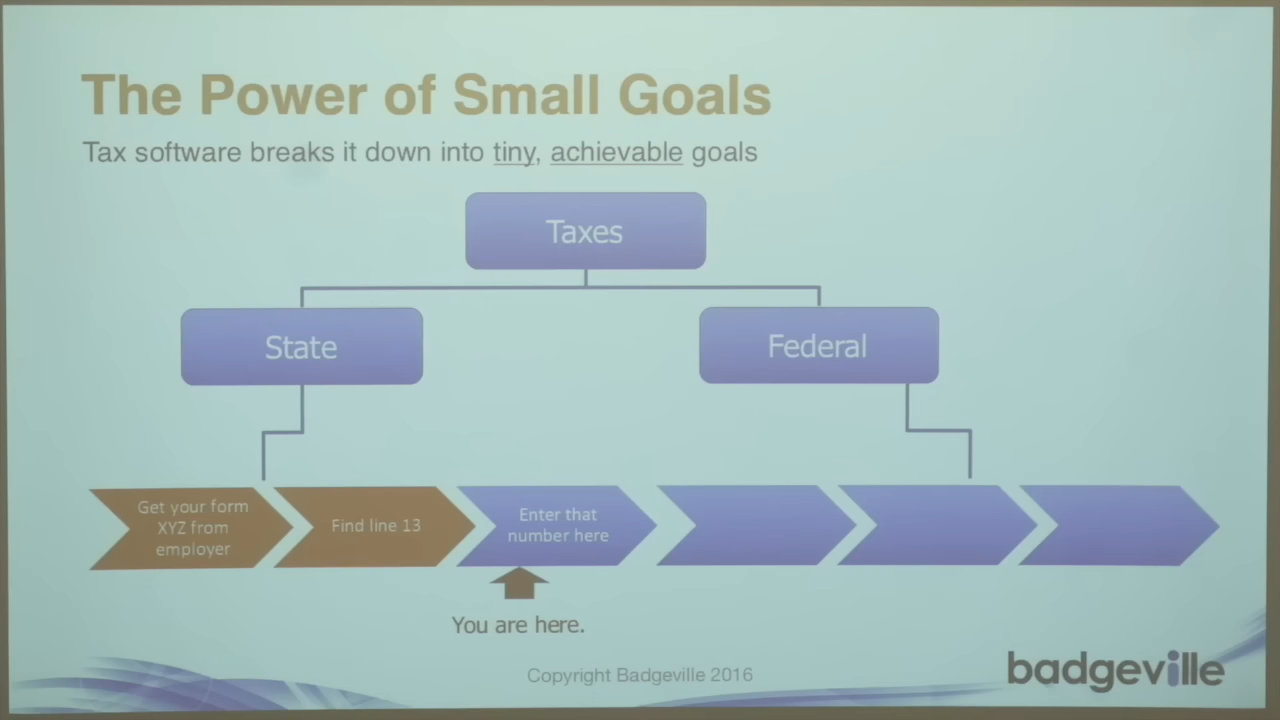 The Power of Small Goals
Tax software breaks it down into tiny, achievable goals
Taxes
State
Federal
Get your form
XYZ from
employer
Find line 13
Enter that
number here
You are here.
Copyright Badgeville 2016
badgeville